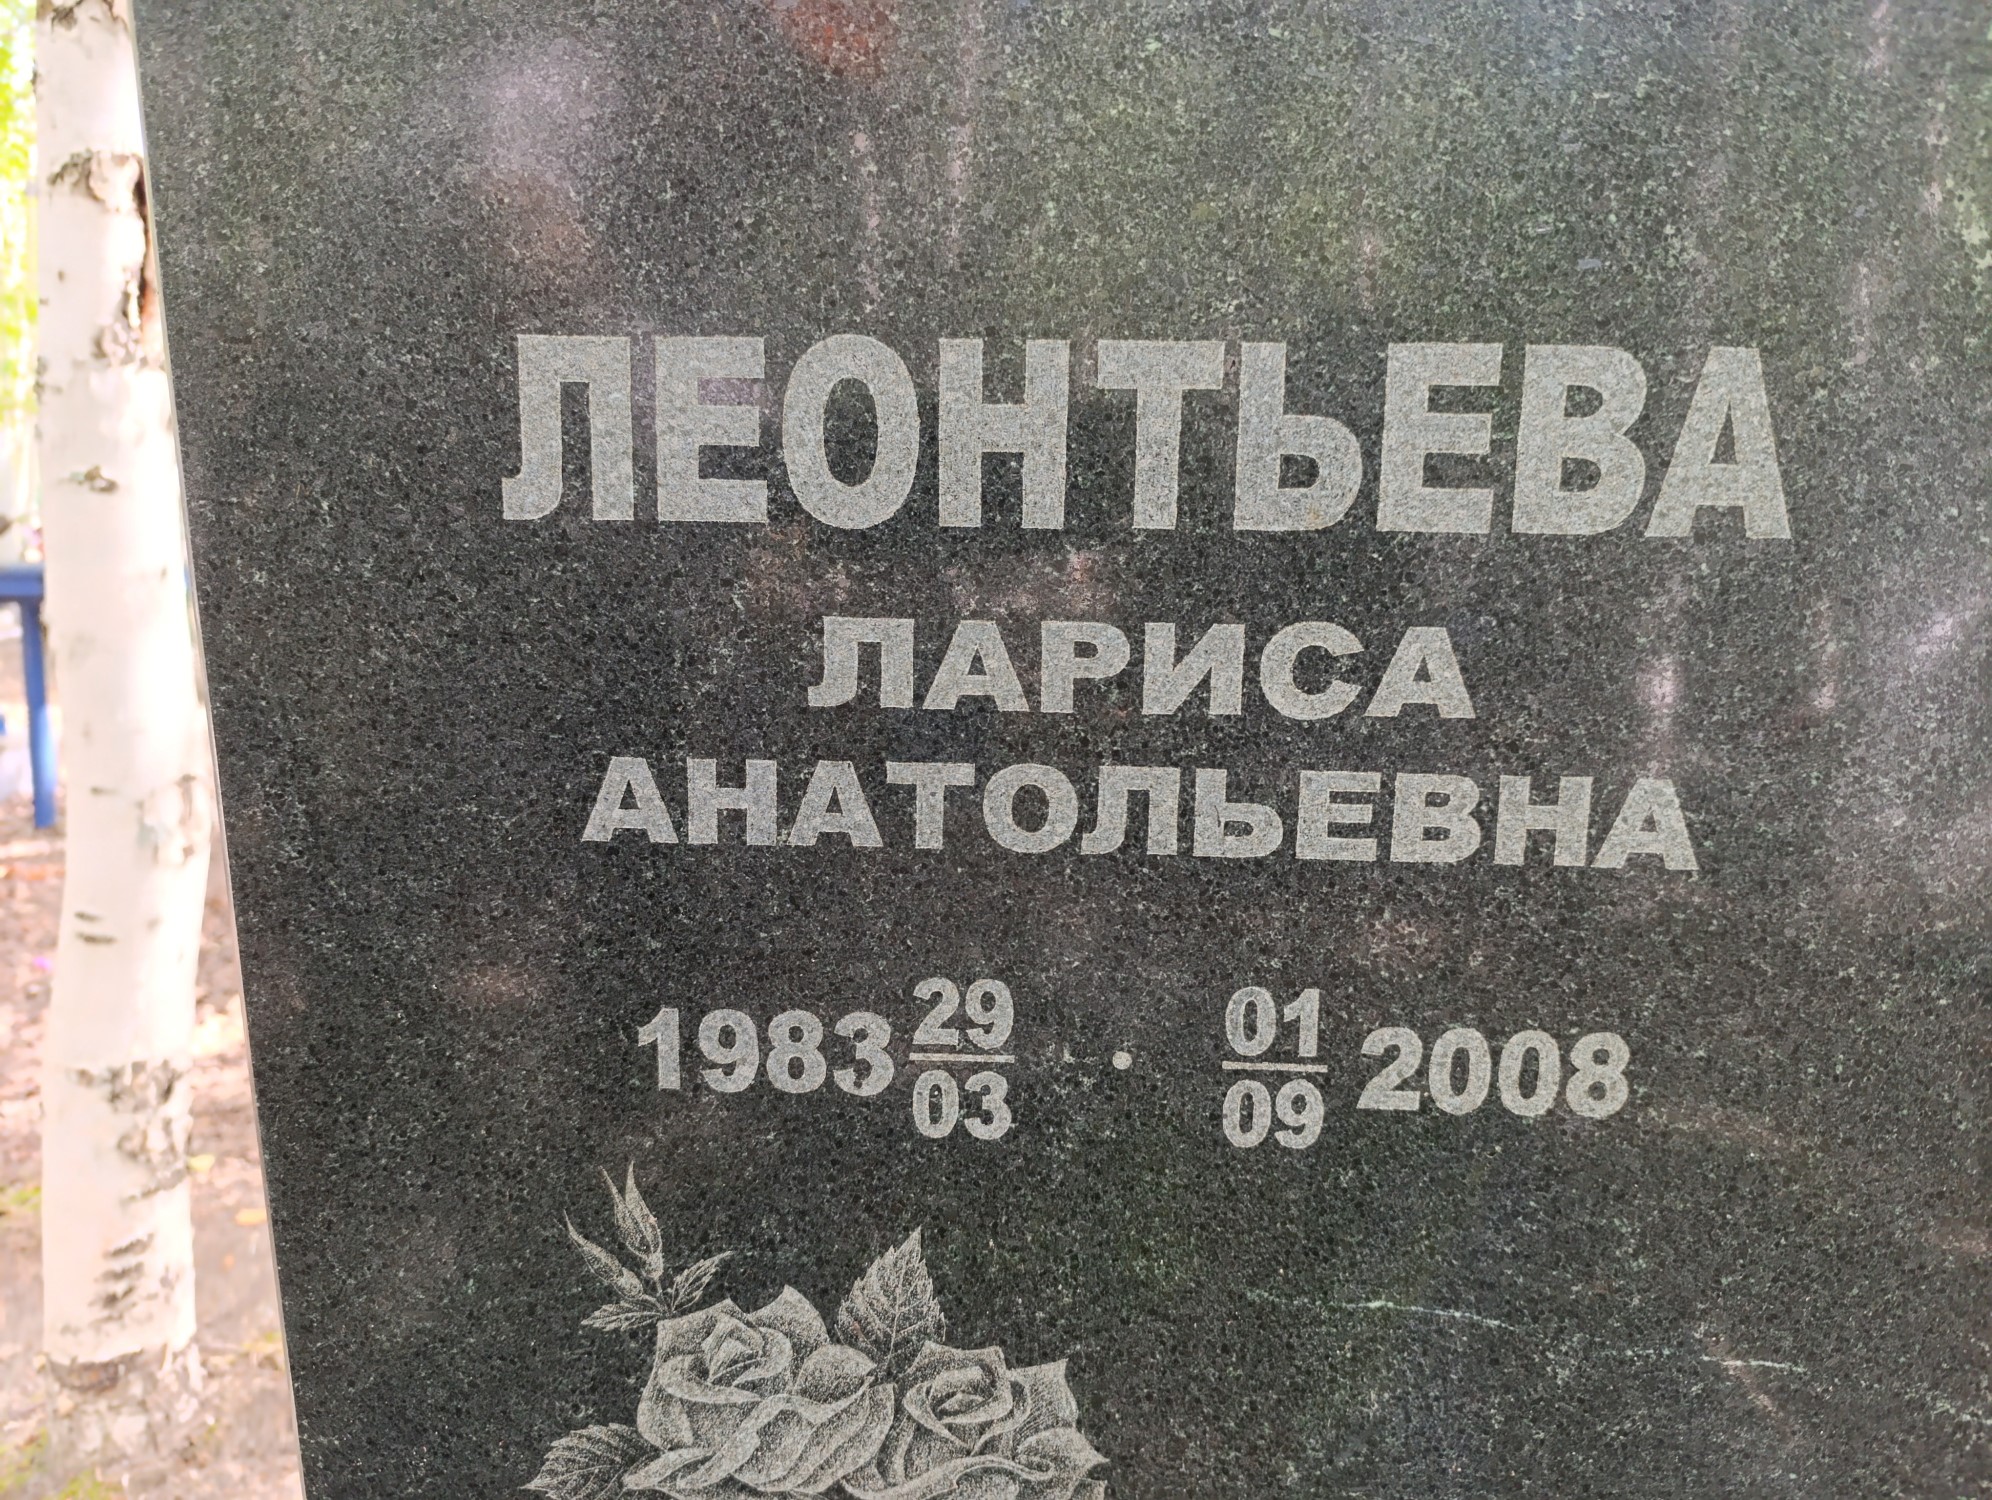 ЛЕОНТЬЕВА
ЛАРИСА
АНАТОЛЬЕВНА
1983 29/03 · 01/09 2008